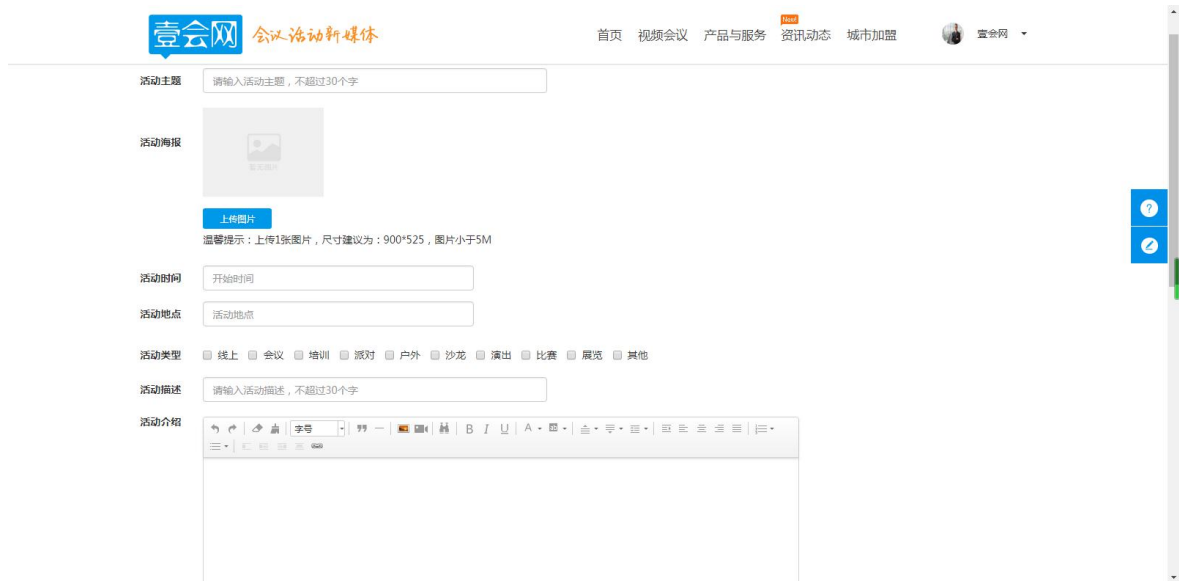 壹会网 会议活动新媒体
首页 视频会议 产品与服务 资讯动态 城市加盟 壹会网
活动主题 请输入活动主题，不超过30个字
活动海报
暂无图片
上传图片
温馨提示：上传1张图片，尺寸建议为：900*525，图片小于5M
活动时间 开始时间
活动地点 活动地点
活动类型 线上 会议 培训 派对 户外 沙龙 演出 比赛 展览 其他
活动描述 请输入活动描述，不超过30个字
活动介绍
字号 B I U A